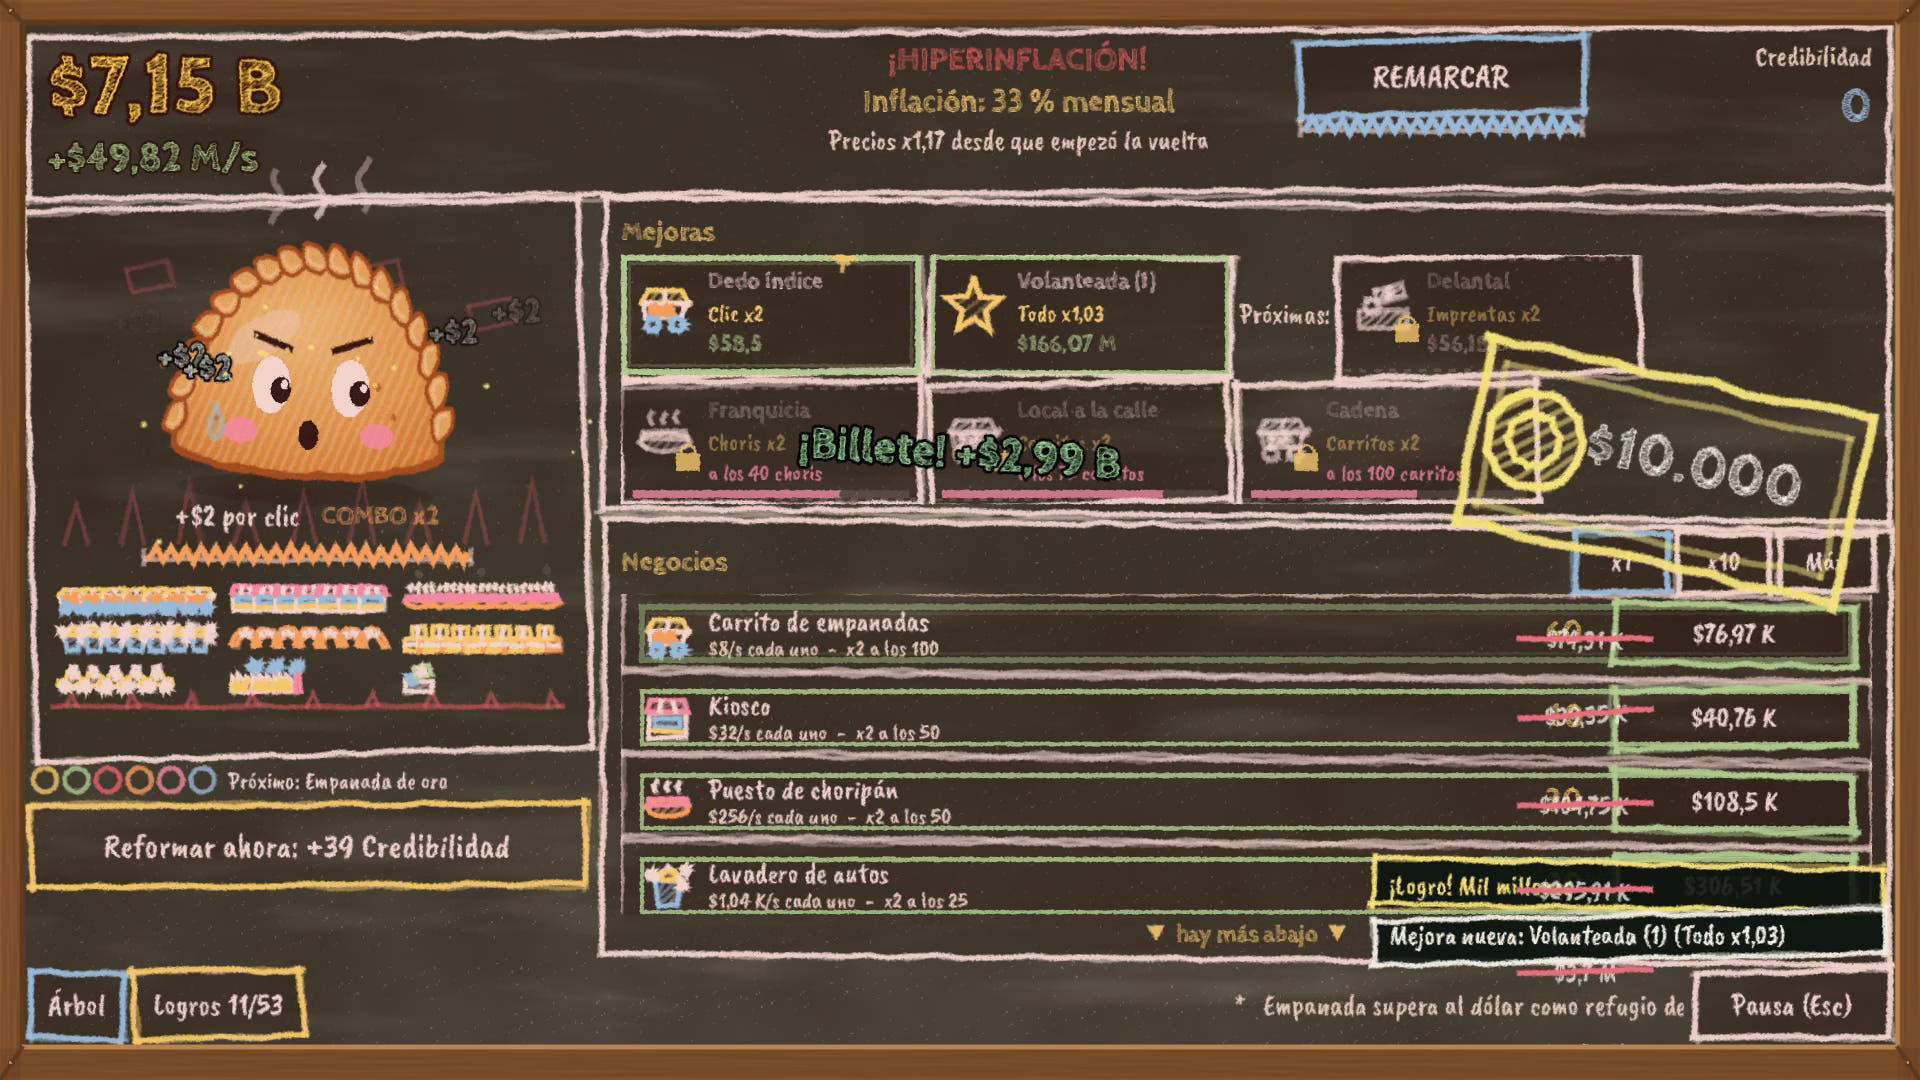 $7,15 B
+$49,82 M/s
¡HIPERINFLACIÓN!
Inflación: 33 % mensual
Precios x1,17 desde que empezó la vuelta
REMARCAR
Credibilidad
0
+$2
+$2
+$2
+$2
+$2 por clic
COMBO x2
Próximo: Empanada de oro
Reformar ahora: +39 Credibilidad
Árbol
Logros 11/53
Mejoras
Dedo índice
Clic x2
$58,5
Volanteada (1)
Todo x1,03
$166,07 M
Próximas:
Delantal
Imprentas x2
Franquicia
Choris x2
a los 40 choris
Local a la calle
Cadena
Carritos x2
a los 100 carritos
¡Billete! +$2,99 B
$10.000
Negocios
x1
x10
Carrito de empanadas
$8/s cada uno - x2 a los 100
$76,97 K
Kiosco
$32/s cada uno - x2 a los 50
$40,76 K
Puesto de choripán
$256/s cada uno - x2 a los 50
$108,5 K
Lavadero de autos
$1,04 K/s cada uno - x2 a los 25
$306,51 K
▼ hay más abajo ▼
¡Logro! Mil
Mejora nueva: Volanteada (1) (Todo x1,03)
* Empanada supera al dólar como refugio de
Pausa (Esc)